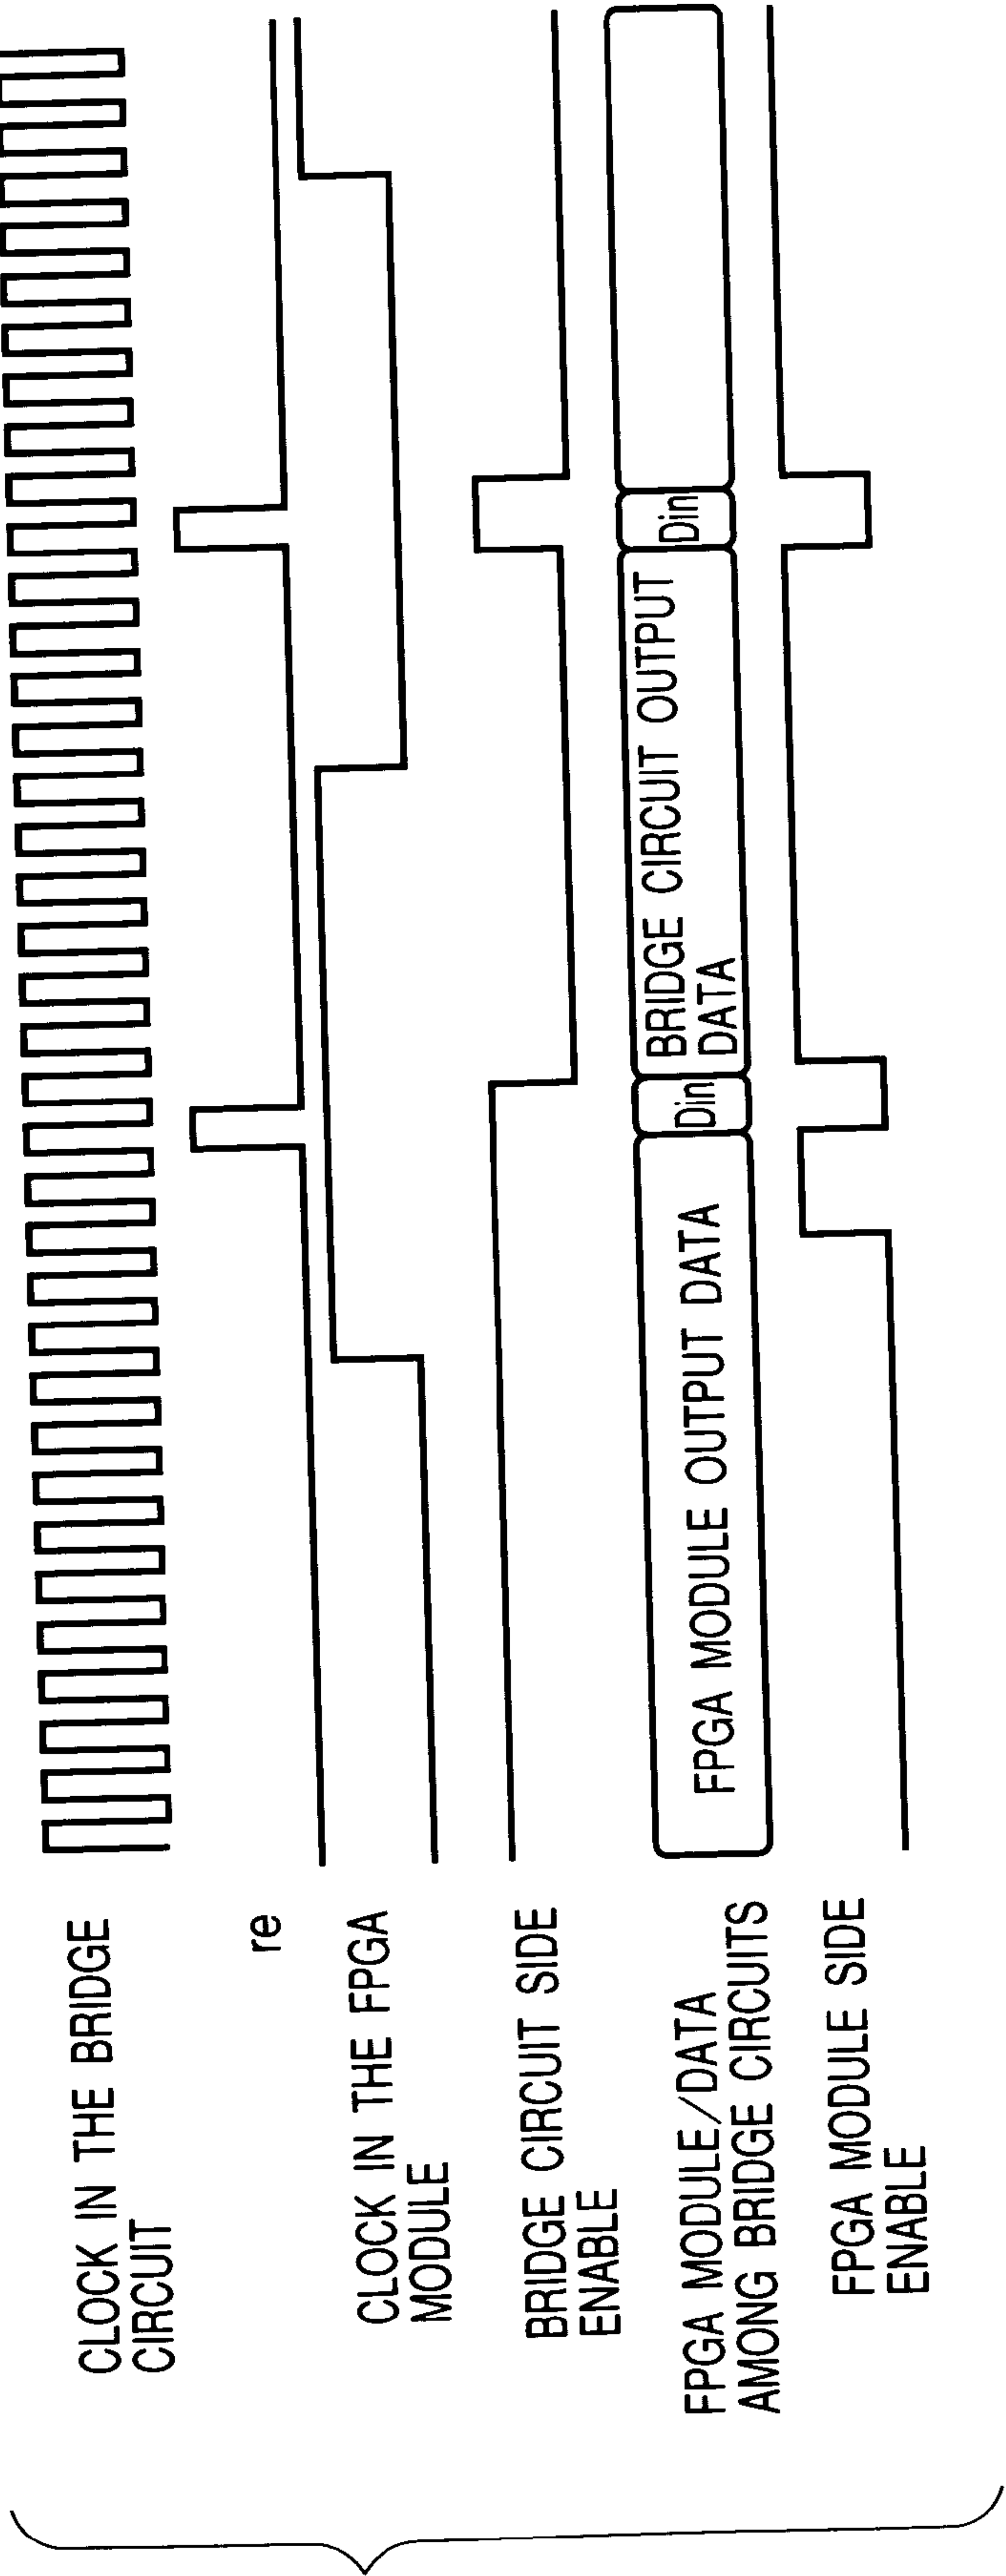 CLOCK IN THE BRIDGE
CIRCUIT
re
CLOCK IN THE FPGA
MODULE
BRIDGE CIRCUIT SIDE
ENABLE
FPGA MODULE/DATA
AMONG BRIDGE CIRCUITS
FPGA MODULE OUTPUT DATA
Din
BRIDGE CIRCUIT OUTPUT
DATA
Din
FPGA MODULE SIDE
ENABLE